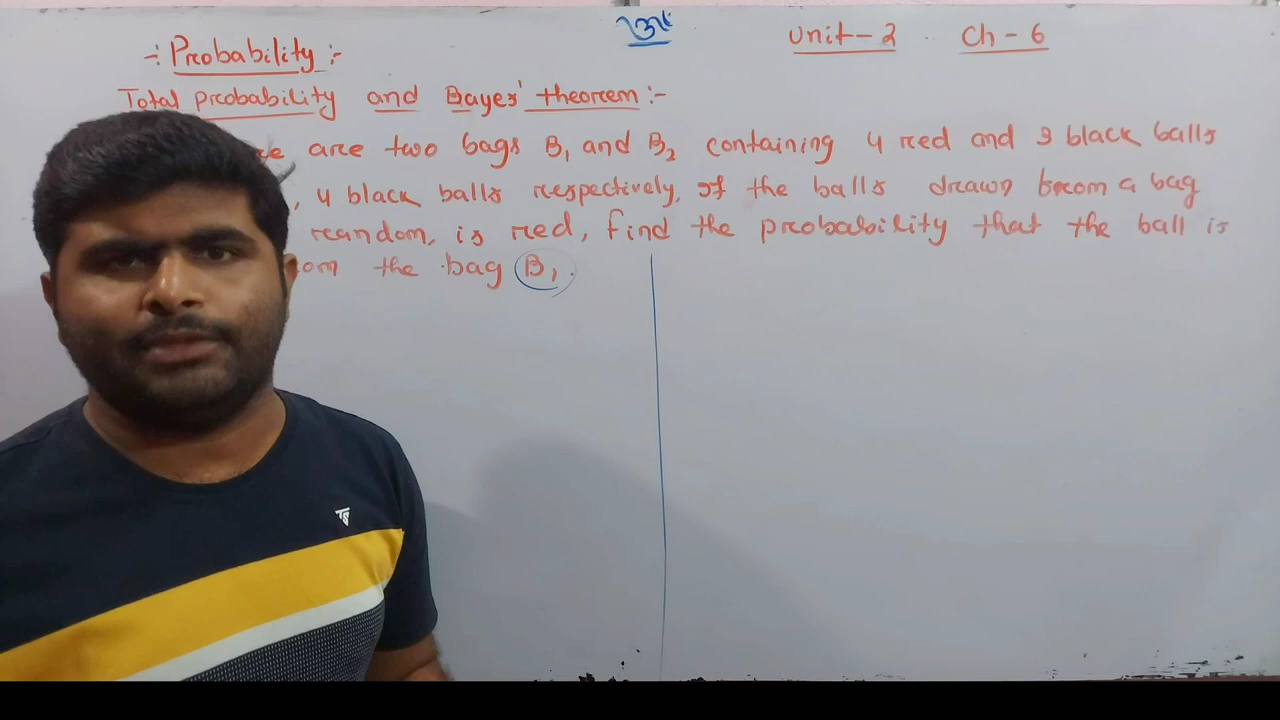 -: Probability :-
Unit-2 Ch-6
Total probability and Bayes' theorem :-
are two bags B₁ and B₂ containing 4 red and 3 black balls
, 4 black balls respectively, If the balls drawn from a bag
random, is red, find the probability that the ball is
the bag B₁.